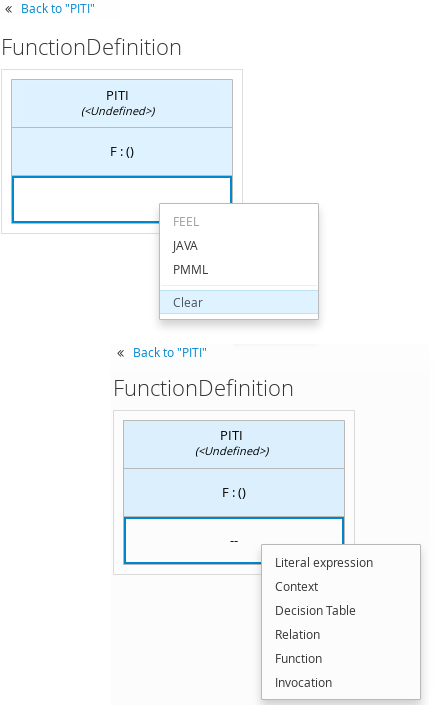 « Back to "PITI"
FunctionDefinition
PITI
(<Undefined>)
F : ()
FEEL
JAVA
PMML
Clear
« Back to "PITI"
FunctionDefinition
PITI
(<Undefined>)
F : ()
--
Literal expression
Context
Decision Table
Relation
Function
Invocation